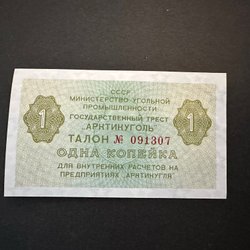 СССР
МИНИСТЕРСТВО УГОЛЬНОЙ
ПРОМЫШЛЕННОСТИ
ГОСУДАРСТВЕННЫЙ ТРЕСТ
"АРКТИКУГОЛЬ"
1 ТАЛОН № 091307 1
ОДНА КОПЕЙКА
ДЛЯ ВНУТРЕННИХ РАСЧЕТОВ НА
ПРЕДПРИЯТИЯХ "АРКТИКУГЛЯ"